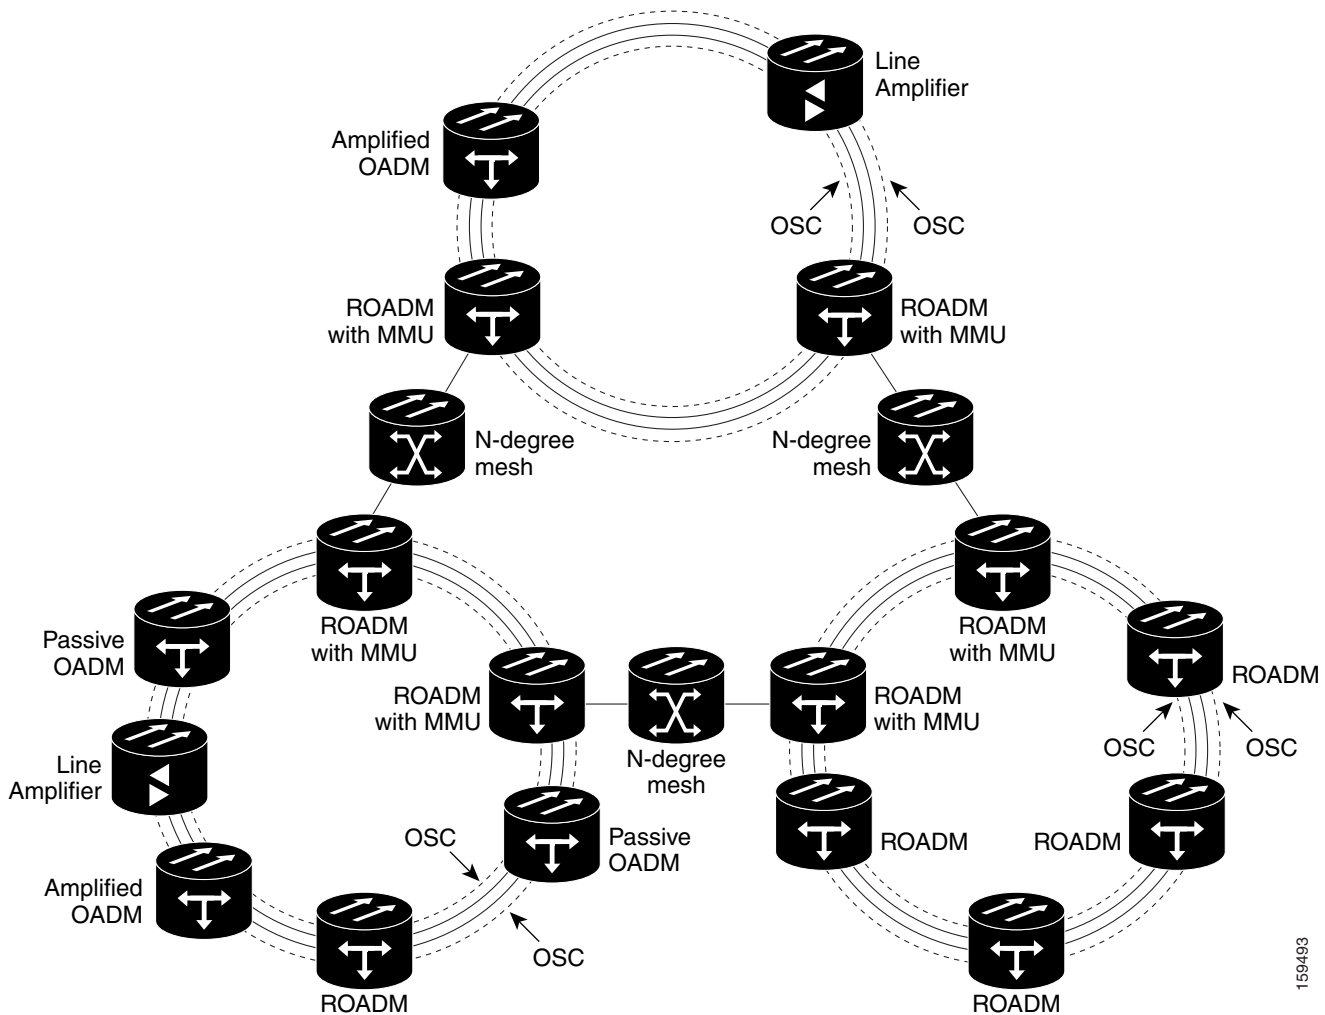 Line
Amplifier
Amplified
OADM
OSC
OSC
ROADM
with MMU
ROADM
with MMU
N-degree
mesh
N-degree
mesh
ROADM
with MMU
ROADM
with MMU
Passive
OADM
ROADM
ROADM
with MMU
ROADM
with MMU
N-degree
mesh
OSC
OSC
Line
Amplifier
OSC
Passive
OADM
ROADM
ROADM
Amplified
OADM
OSC
ROADM
ROADM
159493